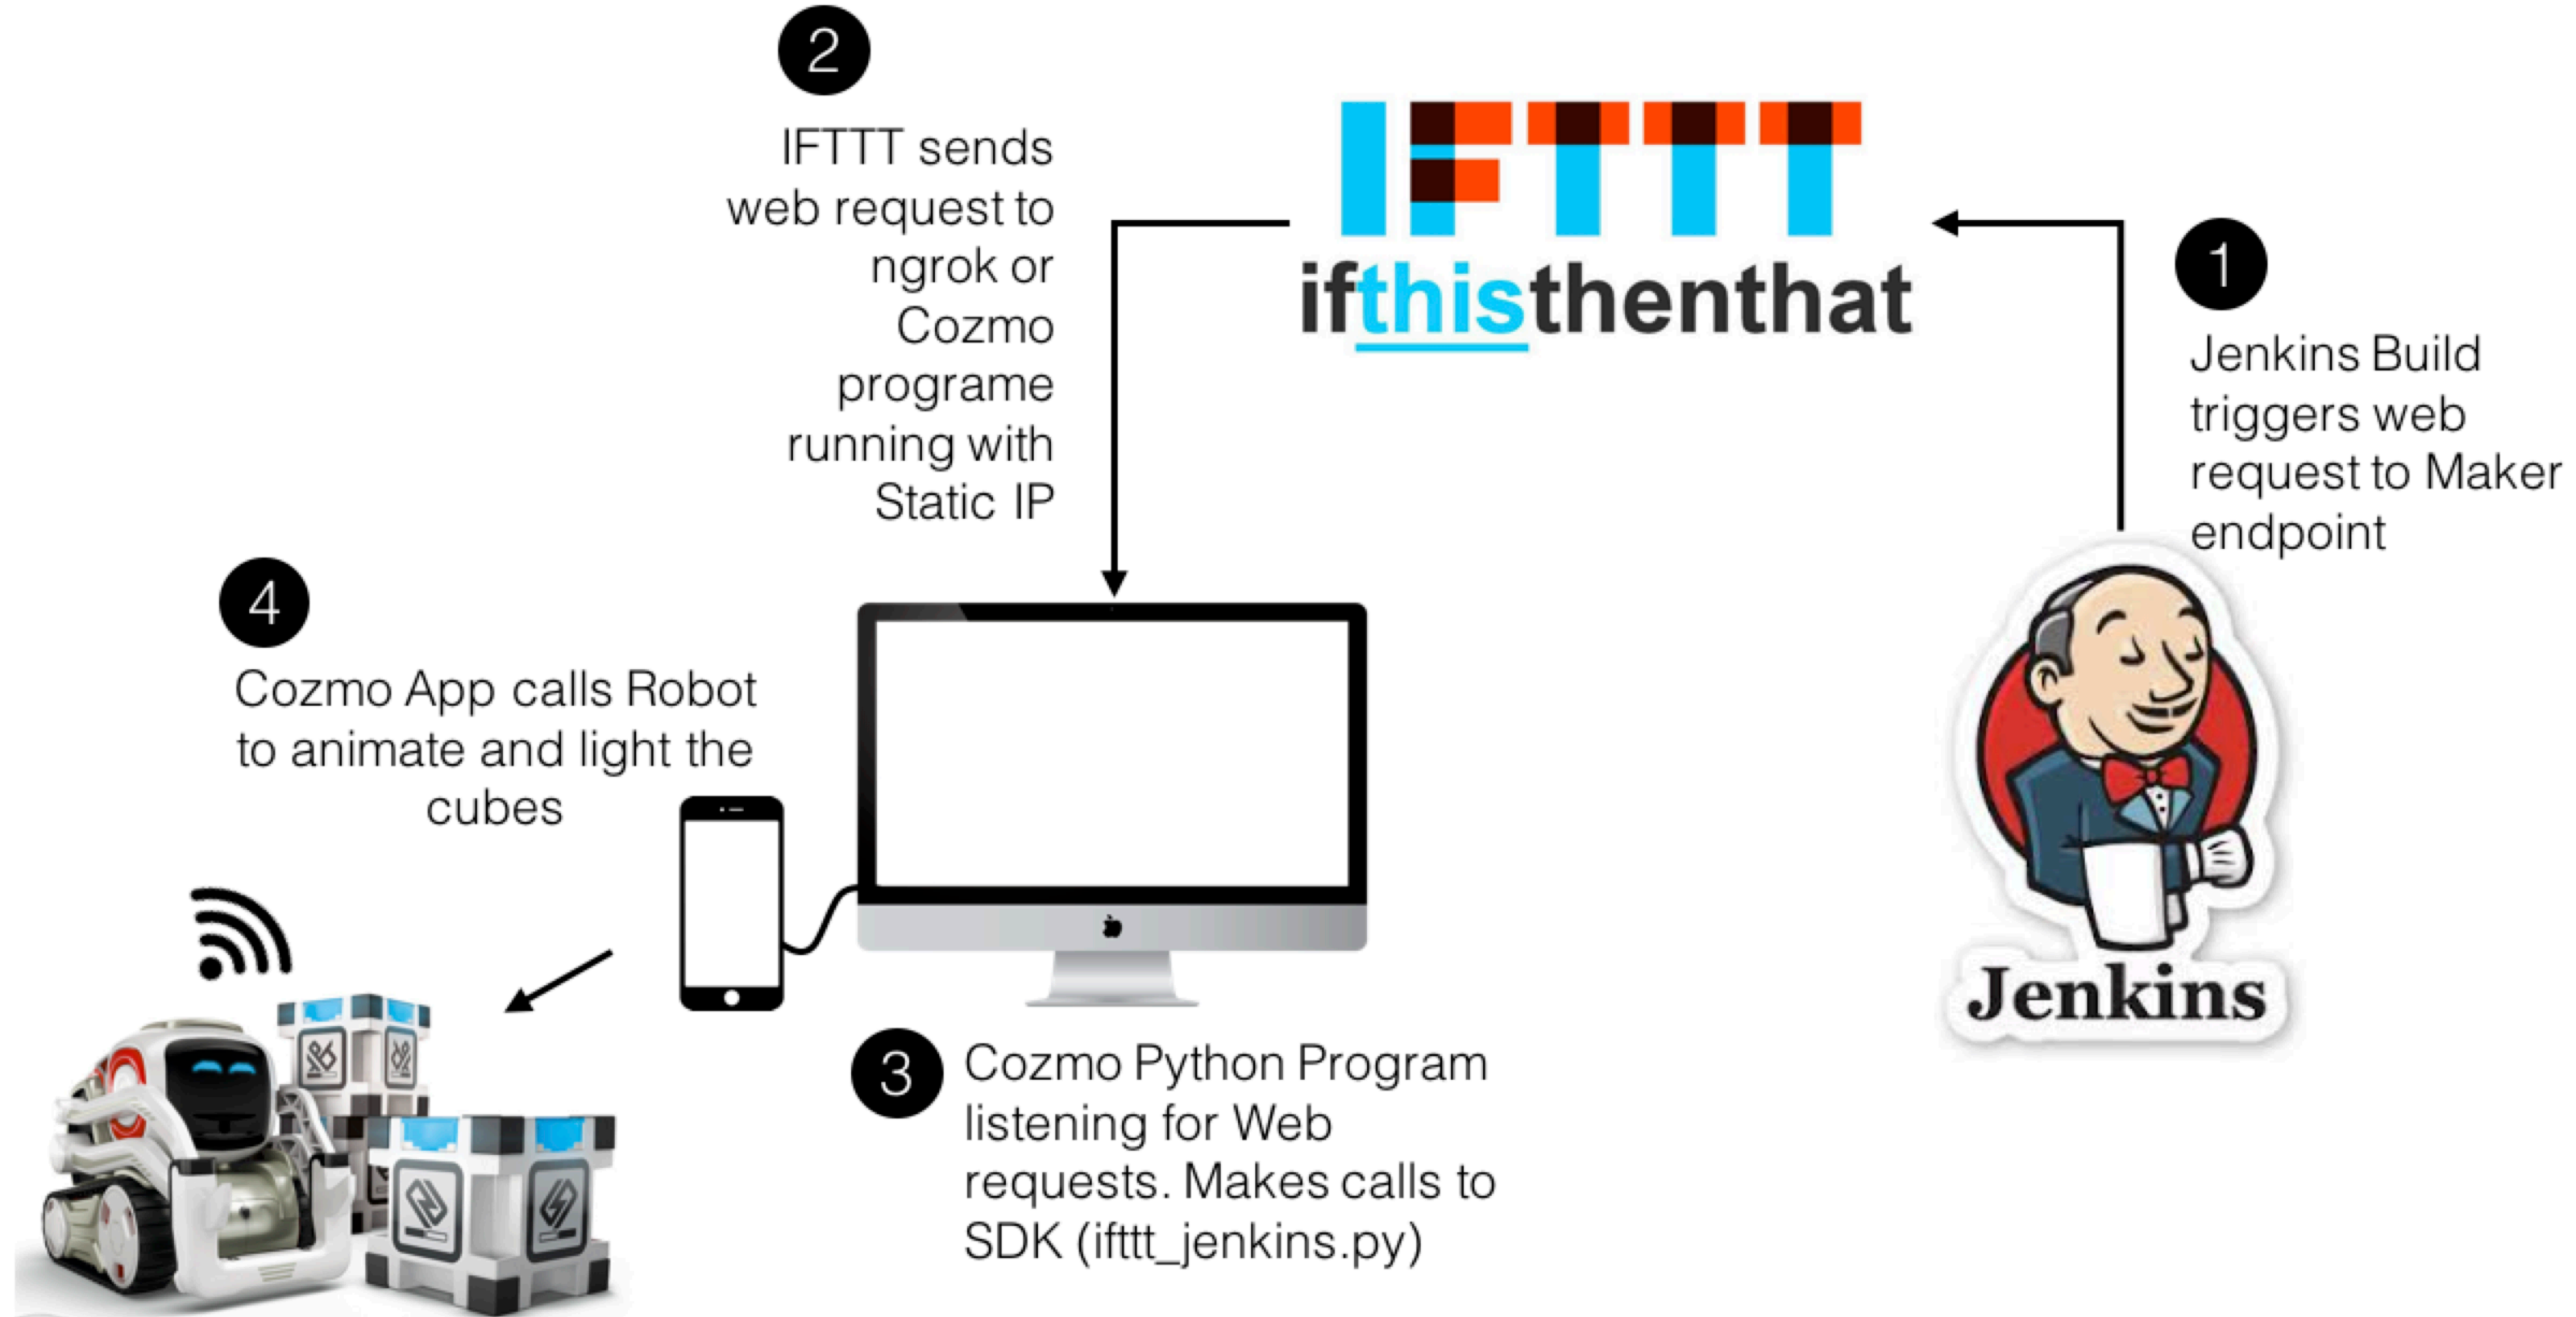 2
IFTTT sends
web request to
ngrok or
Cozmo
programe
running with
Static IP
IFTTT
ifthisthenthat
1
Jenkins Build
triggers web
request to Maker
endpoint
4
Cozmo App calls Robot
to animate and light the
cubes
Jenkins
3
Cozmo Python Program
listening for Web
requests. Makes calls to
SDK (ifttt_jenkins.py)